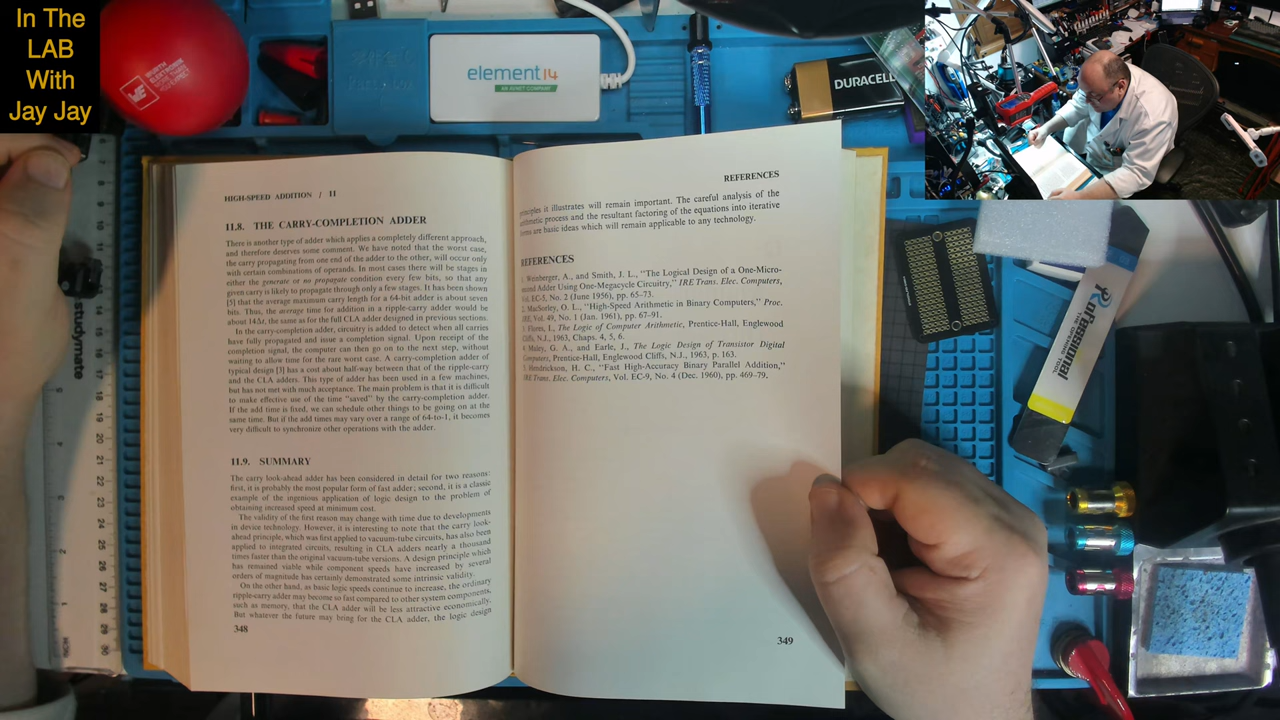 In The
LAB
With
Jay Jay
element14
AN AVNET COMPANY
DURACELL
HIGH-SPEED ADDITION / 11
11.8. THE CARRY-COMPLETION ADDER
There is another type of adder which applies a completely different approach,
and therefore deserves some comment. We have noted that the worst case,
the carry propagating from one end of the adder to the other, will occur only
with certain combinations of operands. In most cases there will be stages in
either the generate or no propagate condition every few bits, so that any
given carry is likely to propagate through only a few stages. It has been shown
[5] that the average maximum carry length for a 64-bit adder is about seven
bits. Thus, the average time for addition in a ripple-carry adder would be
about 14.5t, the same as for the full CLA adder designed in previous sections.
In the carry-completion adder, circuitry is added to detect when all carries
have fully propagated and issue a completion signal. Upon receipt of the
completion signal, the computer can then go on to the next step, without
waiting to allow time for the rare worst case. A carry-completion adder of
typical design [3] has a cost about half-way between that of the ripple-carry
and the CLA adders. This type of adder has been used in a few machines,
but has not met with much acceptance. The main problem is that it is difficult
to make effective use of the time "saved" by the carry-completion adder.
If the add time is fixed, we can schedule other things to be going on at the
same time. But if the add times may vary over a range of 64-to-1, it becomes
very difficult to synchronize other operations with the adder.
11.9. SUMMARY
The carry look-ahead adder has been considered in detail for two reasons:
first, it is probably the most popular form of fast adder; second, it is a classic
example of the ingenious application of logic design to the problem of
obtaining increased speed at minimum cost.
The validity of the first reason may change with time due to developments
in device technology. However, it is interesting to note that the carry look-
ahead principle, which was first applied to vacuum-tube circuits, has also been
applied to integrated circuits, resulting in CLA adders nearly a thousand
times faster than the original vacuum-tube versions. A design principle which
has remained viable while component speeds have increased by several
orders of magnitude has certainly demonstrated some intrinsic validity.
On the other hand, as basic logic speeds continue to increase, the ordinary
ripple-carry adder may become so fast compared to other system components,
such as memory, that the CLA adder will be less attractive economically.
But whatever the future may bring for the CLA adder, the logic design
348
REFERENCES
principles it illustrates will remain important. The careful analysis of the
arithmetic process and the resultant factoring of the equations into iterative
forms are basic ideas which will remain applicable to any technology.
REFERENCES
Weinberger, A., and Smith, J. L., "The Logical Design of a One-Micro-
second Adder Using One-Megacycle Circuitry," IRE Trans. Elec. Computers,
Vol. EC-5, No. 2 (June 1956), pp. 65–73.
2. MacSorley, O. L., "High-Speed Arithmetic in Binary Computers," Proc.
IRE, Vol. 49, No. 1 (Jan. 1961), pp. 67–91.
Flores, I., The Logic of Computer Arithmetic, Prentice-Hall, Englewood
Cliffs, N.J., 1963, Chaps. 4, 5, 6.
Maley, G. A., and Earle, J., The Logic Design of Transistor Digital
Computers, Prentice-Hall, Englewood Cliffs, N.J., 1963, p. 163.
Hendrickson, H. C., "Fast High-Accuracy Binary Parallel Addition,"
IRE Trans. Elec. Computers, Vol. EC-9, No. 4 (Dec. 1960), pp. 469–79.
349
studymate